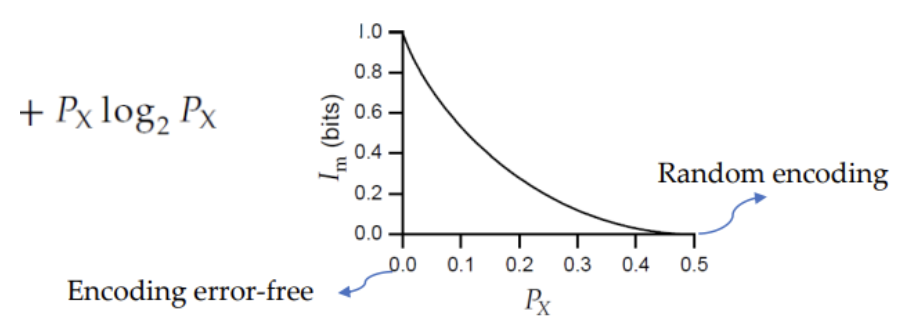 + P_X log_2 P_X
I_m (bits)
1.0
0.8
0.6
0.4
0.2
0.0
0.0 0.1 0.2 0.3 0.4 0.5
P_X
Random encoding
Encoding error-free